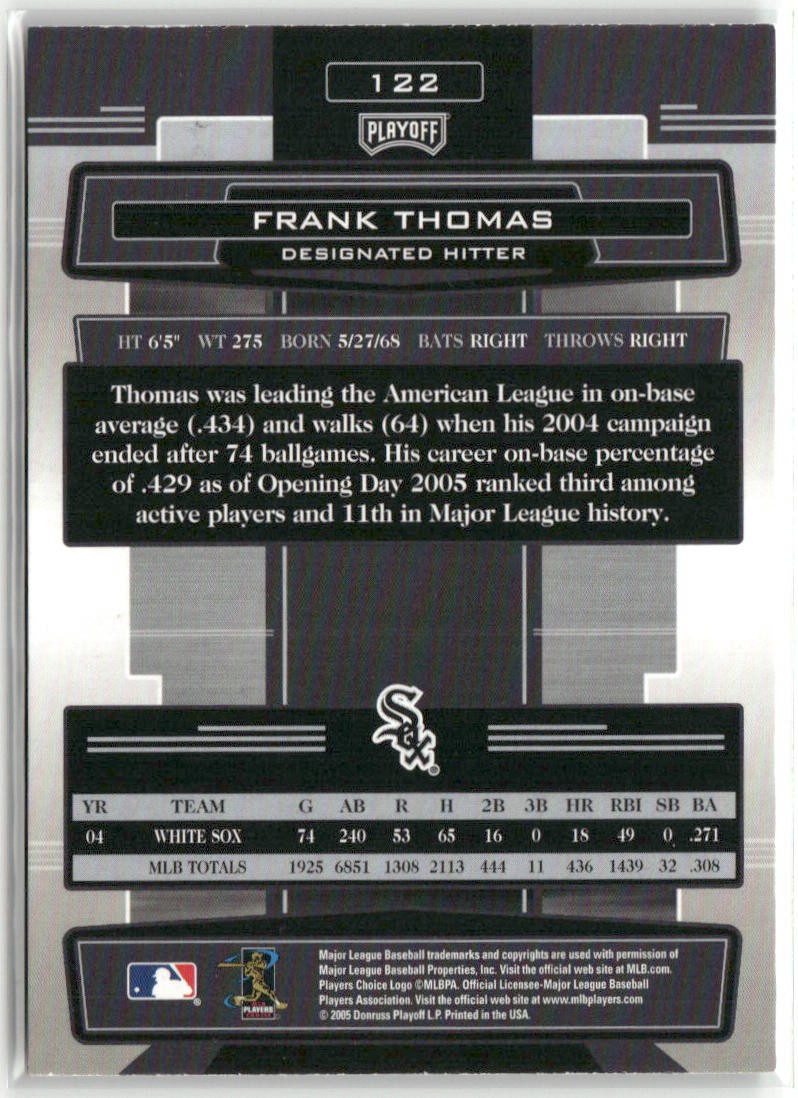 122
PLAYOFF
FRANK THOMAS
DESIGNATED HITTER
HT 6'5" WT 275 BORN 5/27/68 BATS RIGHT THROWS RIGHT
Thomas was leading the American League in on-base
average (.434) and walks (64) when his 2004 campaign
ended after 74 ballgames. His career on-base percentage
of .429 as of Opening Day 2005 ranked third among
active players and 11th in Major League history.
Sox ®
YR TEAM G AB R H 2B 3B HR RBI SB BA
04 WHITE SOX 74 240 53 65 16 0 18 49 0 .271
MLB TOTALS 1925 6851 1308 2113 444 11 436 1439 32 .308
Major League Baseball trademarks and copyrights are used with permission of
Major League Baseball Properties, Inc. Visit the official web site at MLB.com.
Players Choice Logo ©MLBPA. Official Licensee-Major League Baseball
Players Association. Visit the official web site at www.mlbplayers.com
© 2005 Donruss Playoff L.P. Printed in the USA.
®
PLAYERS
CHOICE